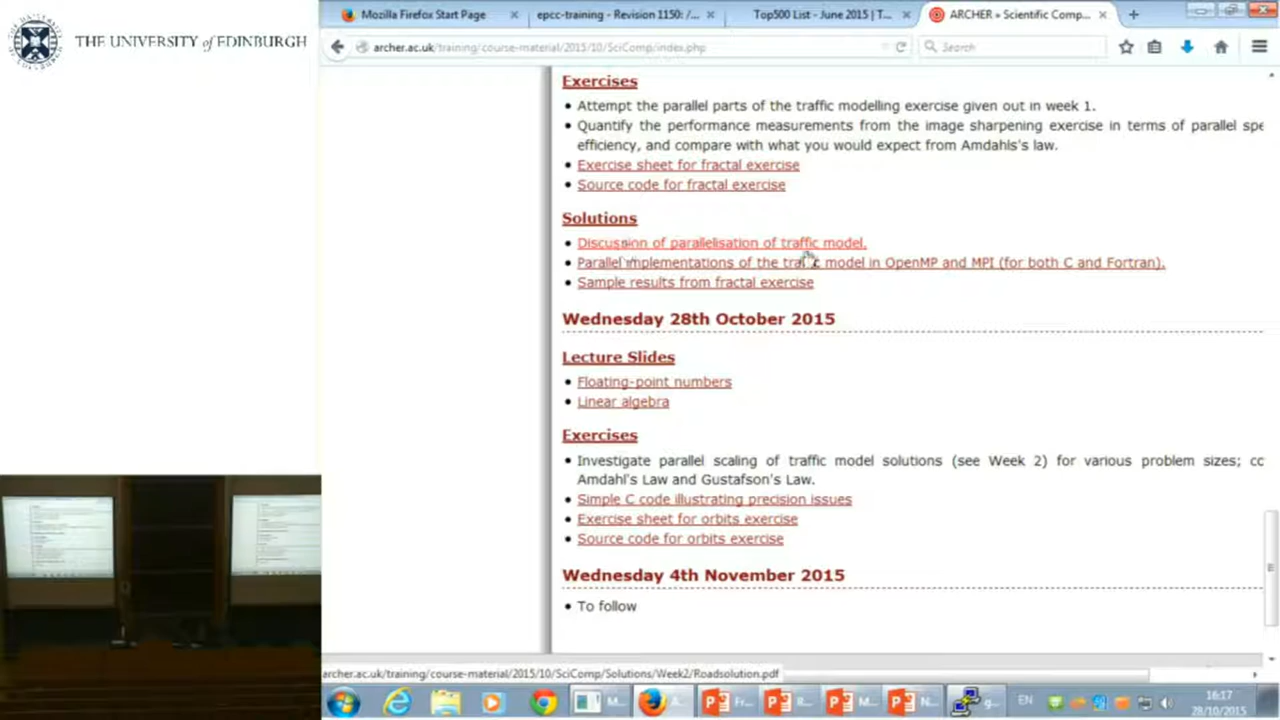 THE UNIVERSITY of EDINBURGH
Mozilla Firefox Start Page
epcc-training - Revision 1150: /...
Top500 List - June 2015 | T...
ARCHER » Scientific Comp...
archer.ac.uk/training/course-material/2015/10/SciComp/index.php
Search
Exercises
• Attempt the parallel parts of the traffic modelling exercise given out in week 1.
• Quantify the performance measurements from the image sharpening exercise in terms of parallel spe
efficiency, and compare with what you would expect from Amdahls's law.
• Exercise sheet for fractal exercise
• Source code for fractal exercise
Solutions
• Discussion of parallelisation of traffic model.
• Parallel implementations of the traffic model in OpenMP and MPI (for both C and Fortran).
• Sample results from fractal exercise
Wednesday 28th October 2015
Lecture Slides
• Floating-point numbers
• Linear algebra
Exercises
• Investigate parallel scaling of traffic model solutions (see Week 2) for various problem sizes; co
Amdahl's Law and Gustafson's Law.
• Simple C code illustrating precision issues
• Exercise sheet for orbits exercise
• Source code for orbits exercise
Wednesday 4th November 2015
• To follow
archer.ac.uk/training/course-material/2015/10/SciComp/Solutions/Week2/Roadsolution.pdf
M... A... Fr... R... M... N... g... EN 16:17
28/10/2015